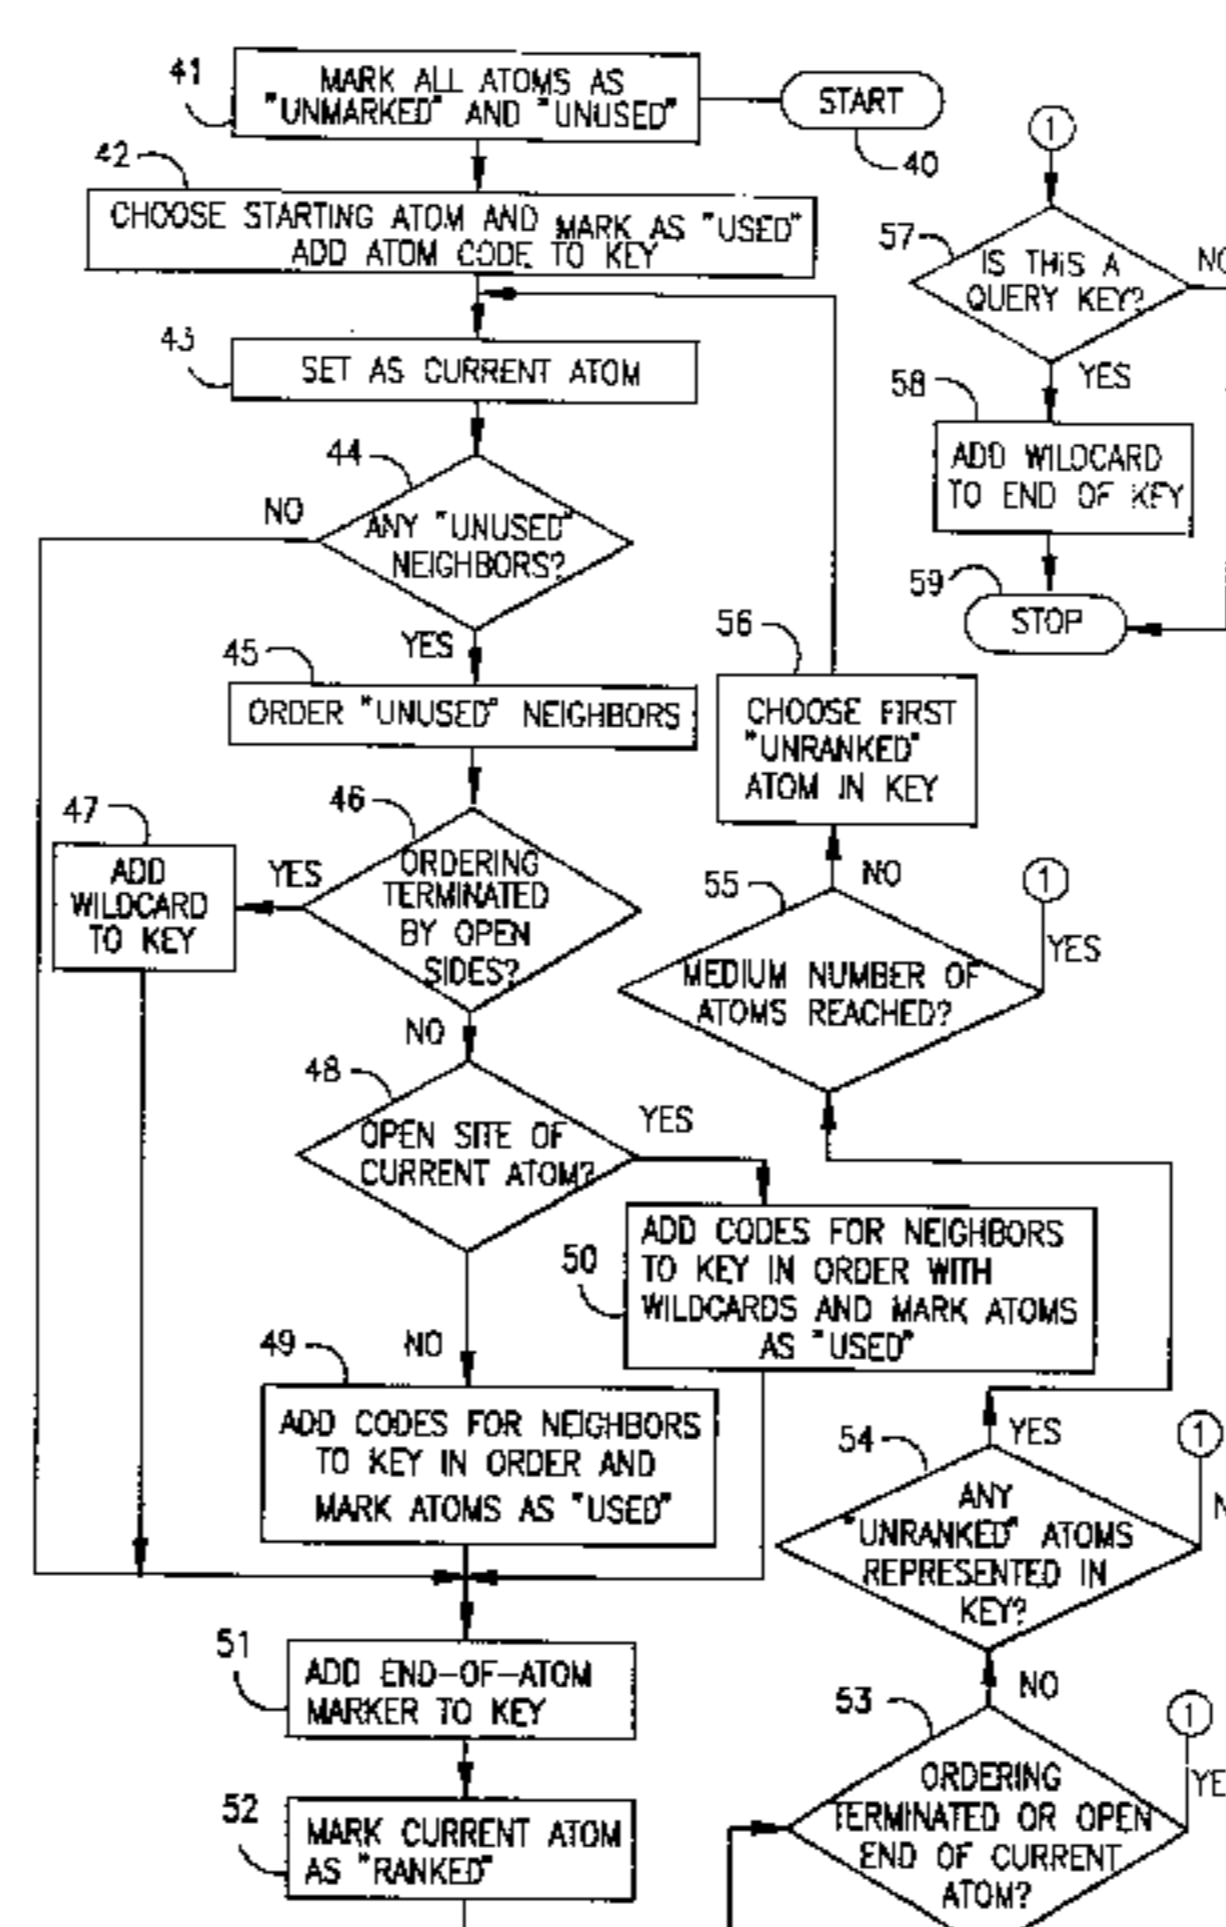 41
MARK ALL ATOMS AS
"UNMARKED" AND "UNUSED"
START
40
42
CHOOSE STARTING ATOM AND MARK AS "USED"
ADD ATOM CODE TO KEY
43
SET AS CURRENT ATOM
44
NO
ANY "UNUSED"
NEIGHBORS?
YES
45
ORDER "UNUSED" NEIGHBORS
46
ORDERING
TERMINATED
BY OPEN
SIDES?
YES
47
ADD
WILDCARD
TO KEY
NO
48
OPEN SITE OF
CURRENT ATOM?
YES
50
ADD CODES FOR NEIGHBORS
TO KEY IN ORDER WITH
WILDCARDS AND MARK ATOMS
AS "USED"
NO
49
ADD CODES FOR NEIGHBORS
TO KEY IN ORDER AND
MARK ATOMS AS "USED"
51
ADD END-OF-ATOM
MARKER TO KEY
52
MARK CURRENT ATOM
AS "RANKED"
53
ORDERING
TERMINATED OR OPEN
END OF CURRENT
ATOM?
YE
1
NO
54
ANY
"UNRANKED" ATOMS
REPRESENTED IN
KEY?
YES
1
N
55
MEDIUM NUMBER OF
ATOMS REACHED?
YES
1
NO
56
CHOOSE FIRST
"UNRANKED"
ATOM IN KEY
1
57
IS THiS A
QUERY KEY?
NO
YES
58
ADD WILDCARD
TO END OF KEY
59
STOP